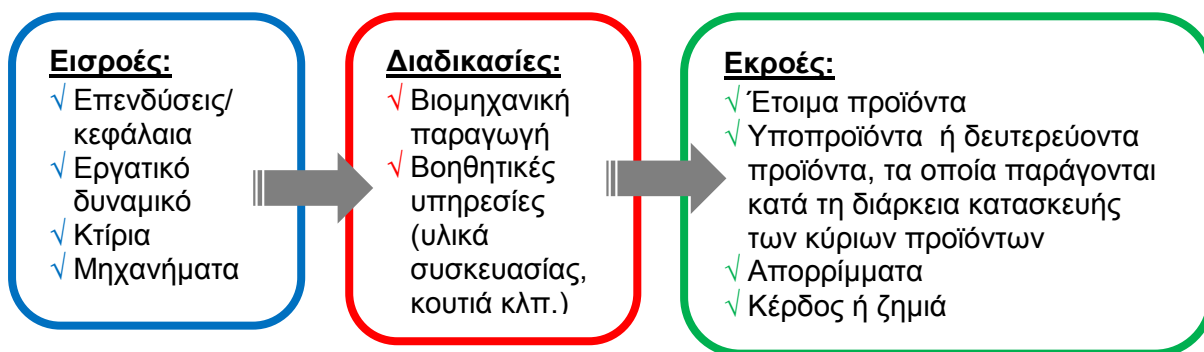 Εισροές:
√ Επενδύσεις/
κεφάλαια
√ Εργατικό
δυναμικό
√ Κτίρια
√ Μηχανήματα
Διαδικασίες:
√ Βιομηχανική
παραγωγή
√ Βοηθητικές
υπηρεσίες
(υλικά
συσκευασίας,
κουτιά κλπ.)
Εκροές:
√ Έτοιμα προϊόντα
√ Υποπροϊόντα ή δευτερεύοντα
προϊόντα, τα οποία παράγονται
κατά τη διάρκεια κατασκευής
των κύριων προϊόντων
√ Απορρίμματα
√ Κέρδος ή ζημιά